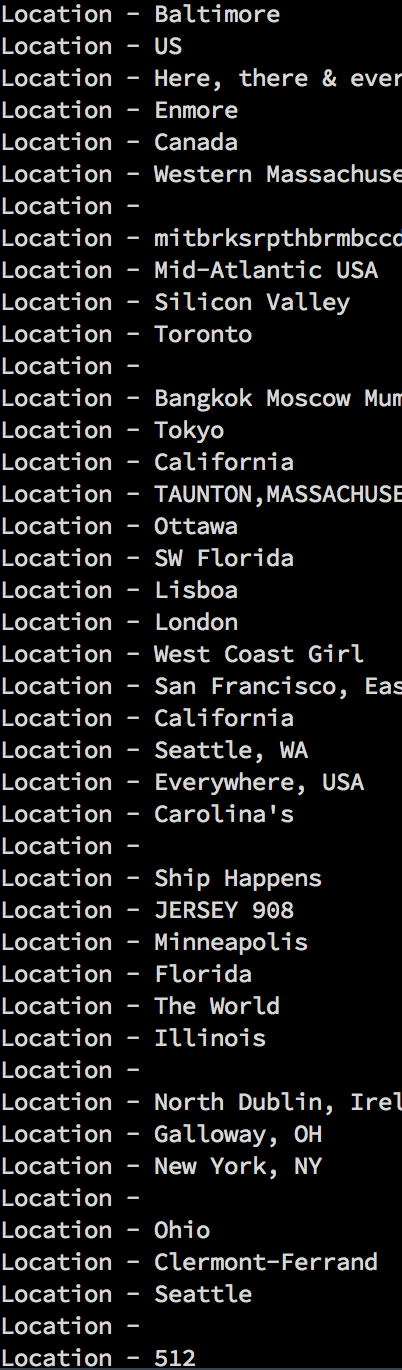 Location - Baltimore
Location - US
Location - Here, there & ever
Location - Enmore
Location - Canada
Location - Western Massachuse
Location -
Location - mitbrksrpthbrmbccd
Location - Mid-Atlantic USA
Location - Silicon Valley
Location - Toronto
Location -
Location - Bangkok Moscow Mum
Location - Tokyo
Location - California
Location - TAUNTON,MASSACHUSE
Location - Ottawa
Location - SW Florida
Location - Lisboa
Location - London
Location - West Coast Girl
Location - San Francisco, Eas
Location - California
Location - Seattle, WA
Location - Everywhere, USA
Location - Carolina's
Location -
Location - Ship Happens
Location - JERSEY 908
Location - Minneapolis
Location - Florida
Location - The World
Location - Illinois
Location -
Location - North Dublin, Irel
Location - Galloway, OH
Location - New York, NY
Location -
Location - Ohio
Location - Clermont-Ferrand
Location - Seattle
Location -
Location - 512